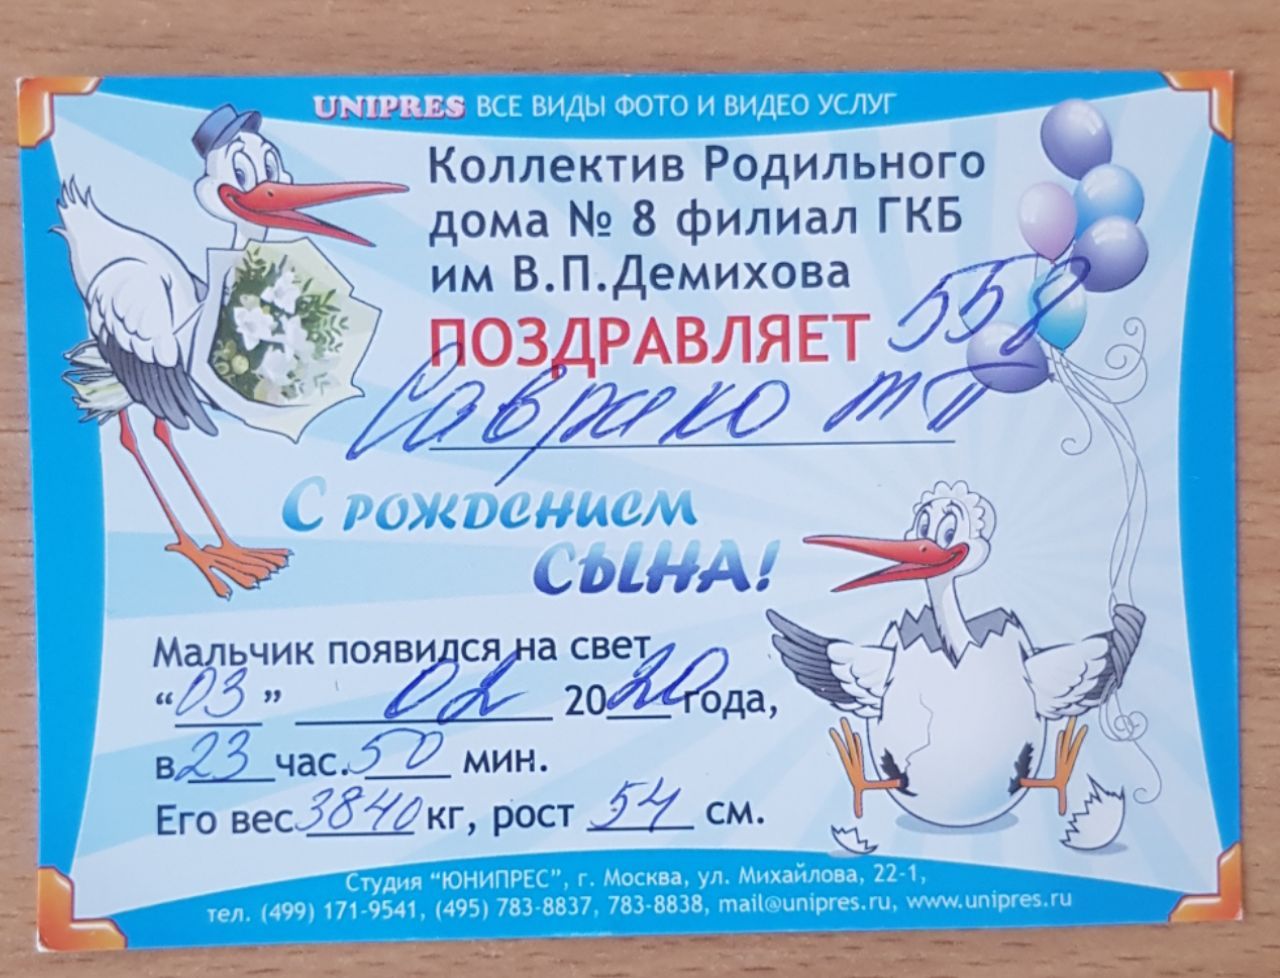 UNIPRES ВСЕ ВИДЫ ФОТО И ВИДЕО УСЛУГ
Коллектив Родильного
дома № 8 филиал ГКБ
им В.П.Демихова
ПОЗДРАВЛЯЕТ 558
С РОЖДЕНИЕМ
СЫНА!
Мальчик появился на свет
“03” 02 2020 года,
в 23 час. 50 мин.
Его вес 3840 кг, рост 54 см.
Студия “ЮНИПРЕС”, г. Москва, ул. Михайлова, 22-1,
тел. (499) 171-9541, (495) 783-8837, 783-8838, mail@unipres.ru, www.unipres.ru